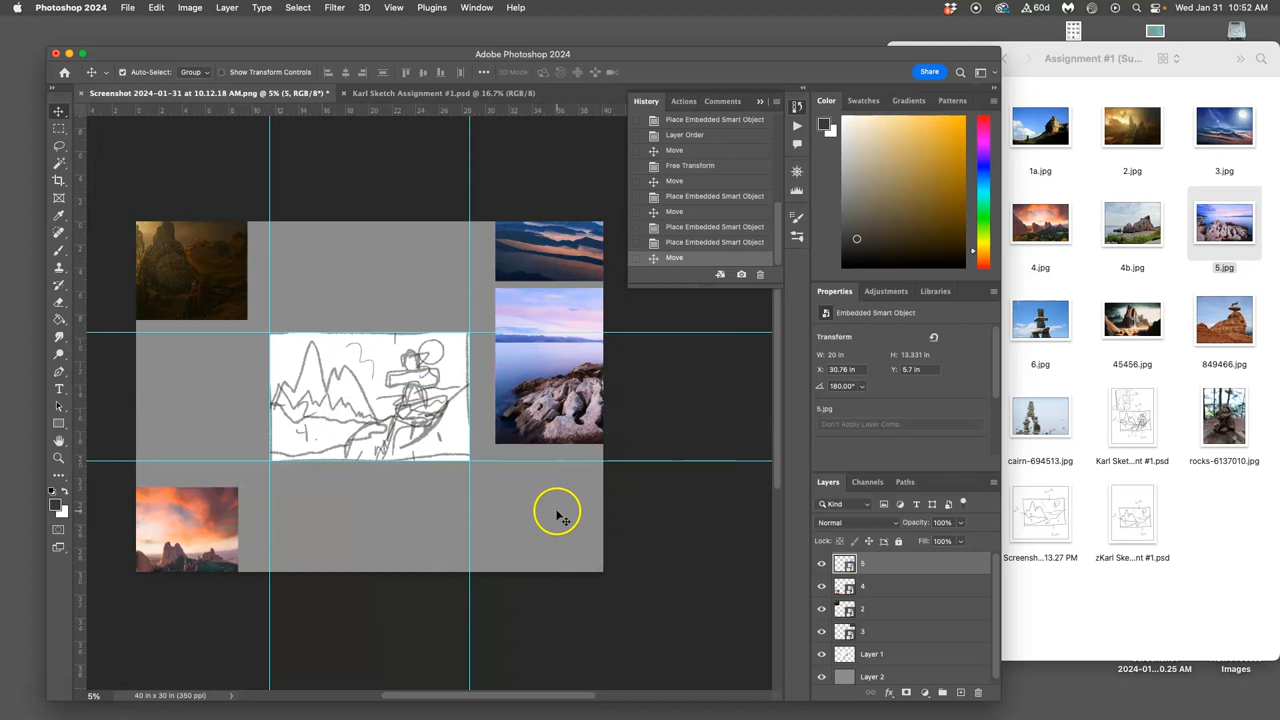 Photoshop 2024 File Edit Image Layer Type Select Filter 3D View Plugins Window Help 60d Wed Jan 31 10:52 AM
Adobe Photoshop 2024
Assignment #1 (Su...
Auto-Select: Group Show Transform Controls 3D Mode: Share
Screenshot 2024-01-31 at 10.12.18 AM.png @ 5% (5, RGB/8*) * Karl Sketch Assignment #1.psd @ 16.7% (RGB/8)
History Actions Comments
Place Embedded Smart Object
Layer Order
Move
Free Transform
Move
Place Embedded Smart Object
Move
Place Embedded Smart Object
Place Embedded Smart Object
Move
Color Swatches Gradients Patterns
Properties Adjustments Libraries
Embedded Smart Object
Transform
W: 20 in H: 13.331 in
X: 30.76 in Y: 5.7 in
180.00°
5.jpg
Don't Apply Layer Comp
Layers Channels Paths
Kind
Normal Opacity: 100%
Lock: Fill: 100%
5
4
2
3
Layer 1
Layer 2
5% 40 in x 30 in (350 ppi)
1a.jpg 2.jpg 3.jpg
4.jpg 4b.jpg 5.jpg
6.jpg 45456.jpg 849466.jpg
cairn-694513.jpg Karl Sket...nt #1.psd rocks-6137010.jpg
Screensh...13.27 PM zKarl Ske...nt #1.psd
2024-01...0.25 AM
Images